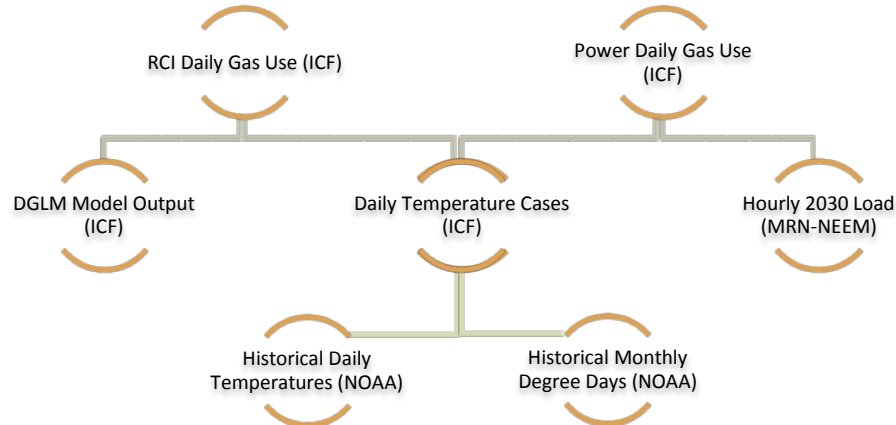 RCI Daily Gas Use (ICF)
Power Daily Gas Use
(ICF)
DGLM Model Output
(ICF)
Daily Temperature Cases
(ICF)
Hourly 2030 Load
(MRN-NEEM)
Historical Daily
Temperatures (NOAA)
Historical Monthly
Degree Days (NOAA)